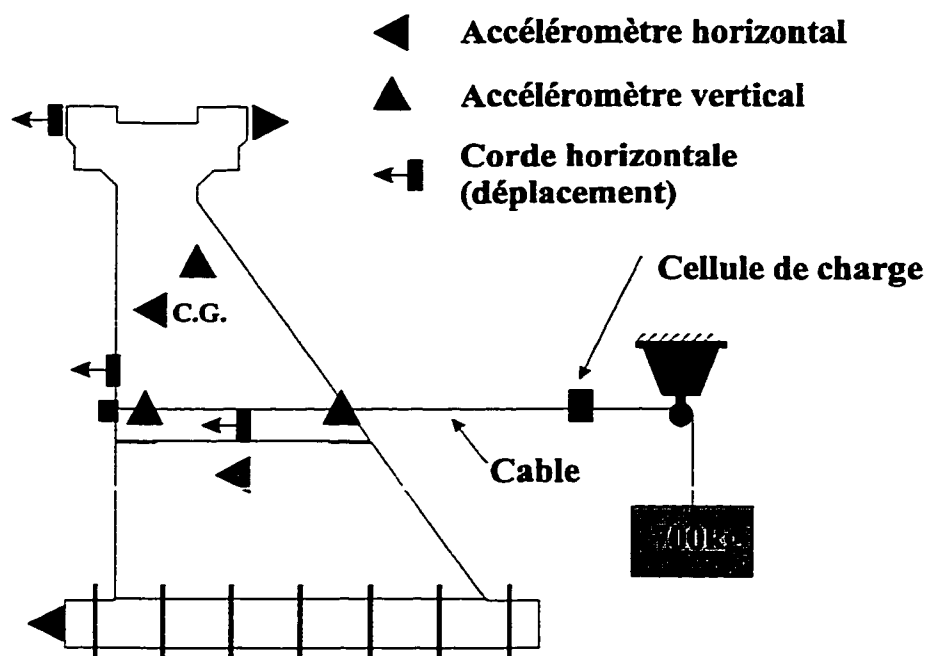 Accéléromètre horizontal
Accéléromètre vertical
Corde horizontale
(déplacement)
Cellule de charge
C.G.
Cable